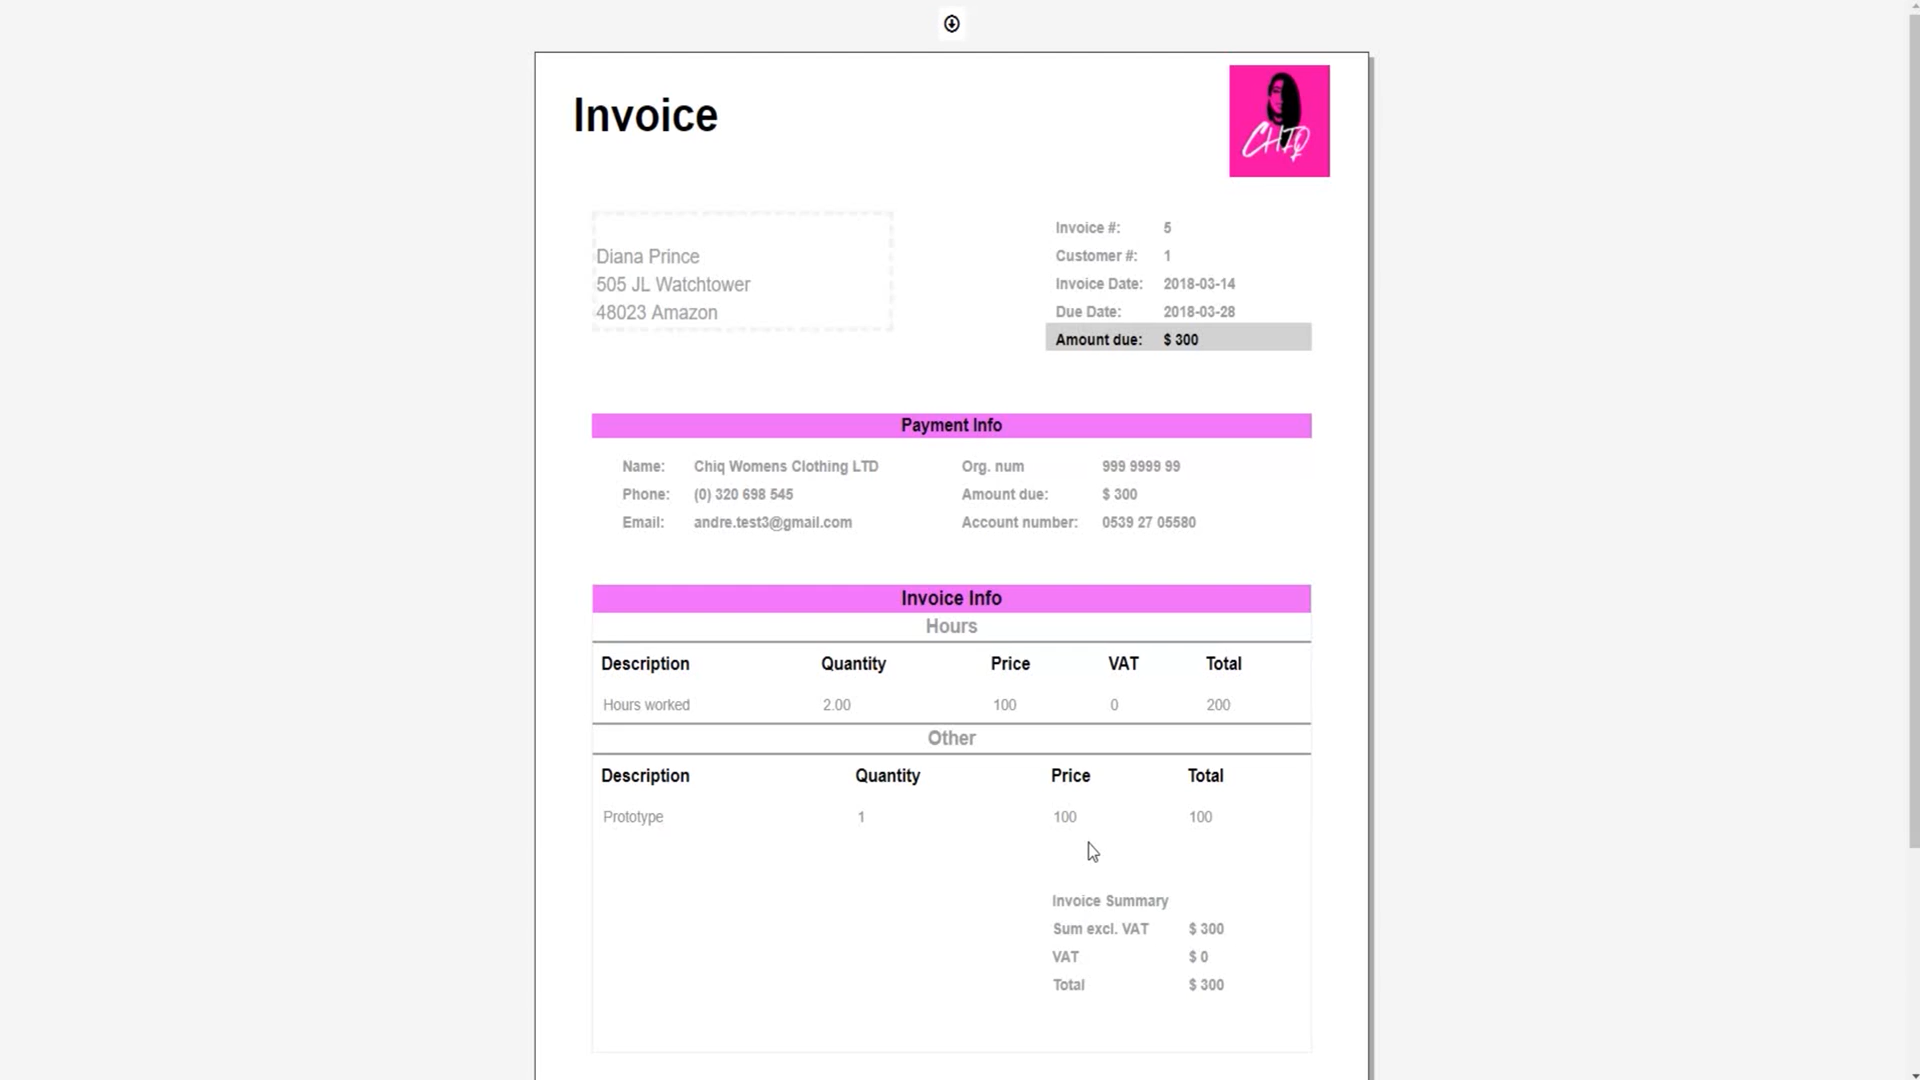 Invoice
CHIQ
Diana Prince
505 JL Watchtower
48023 Amazon
Invoice #: 5
Customer #: 1
Invoice Date: 2018-03-14
Due Date: 2018-03-28
Amount due: $ 300
Payment Info
Name: Chiq Womens Clothing LTD Org. num 999 9999 99
Phone: (0) 320 698 545 Amount due: $ 300
Email: andre.test3@gmail.com Account number: 0539 27 05580
Invoice Info
Hours
Description Quantity Price VAT Total
Hours worked 2.00 100 0 200
Other
Description Quantity Price Total
Prototype 1 100 100
Invoice Summary
Sum excl. VAT $ 300
VAT $ 0
Total $ 300